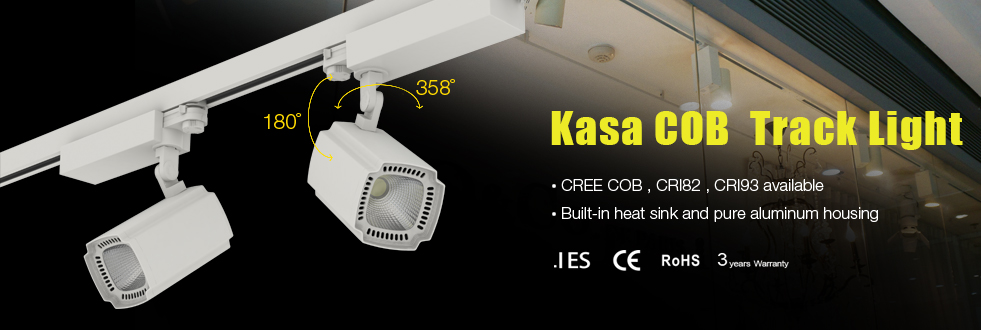 358°
180°
Kasa COB Track Light
• CREE COB , CRI82 , CRI93 available
• Built-in heat sink and pure aluminum housing
.IES CE RoHS 3 years Warranty